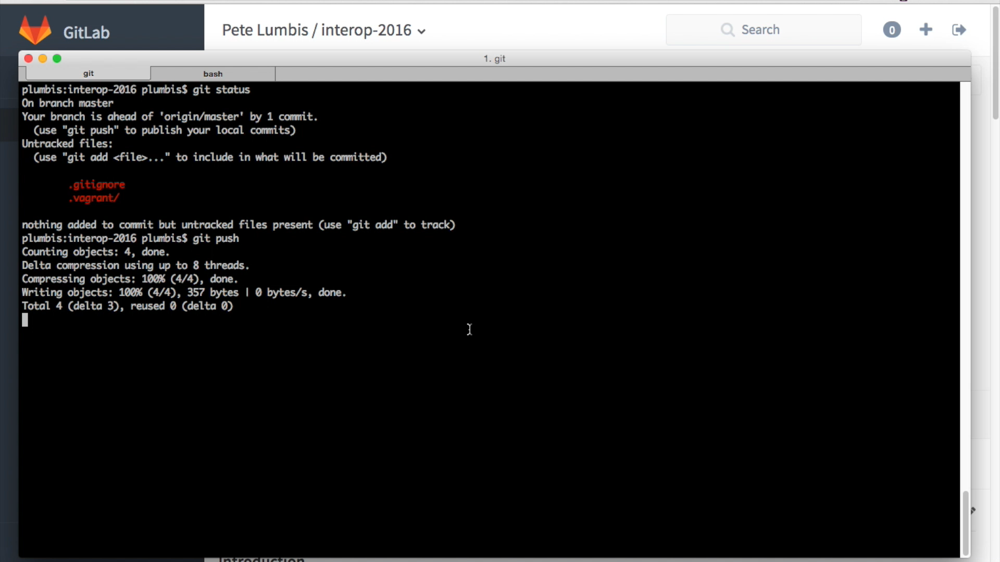 GitLab
Pete Lumbis / interop-2016
Search
0
1. git
git
bash
plumbis:interop-2016 plumbis$ git status
On branch master
Your branch is ahead of 'origin/master' by 1 commit.
(use "git push" to publish your local commits)
Untracked files:
(use "git add <file>..." to include in what will be committed)
.gitignore
.vagrant/
nothing added to commit but untracked files present (use "git add" to track)
plumbis:interop-2016 plumbis$ git push
Counting objects: 4, done.
Delta compression using up to 8 threads.
Compressing objects: 100% (4/4), done.
Writing objects: 100% (4/4), 357 bytes | 0 bytes/s, done.
Total 4 (delta 3), reused 0 (delta 0)
Introduction